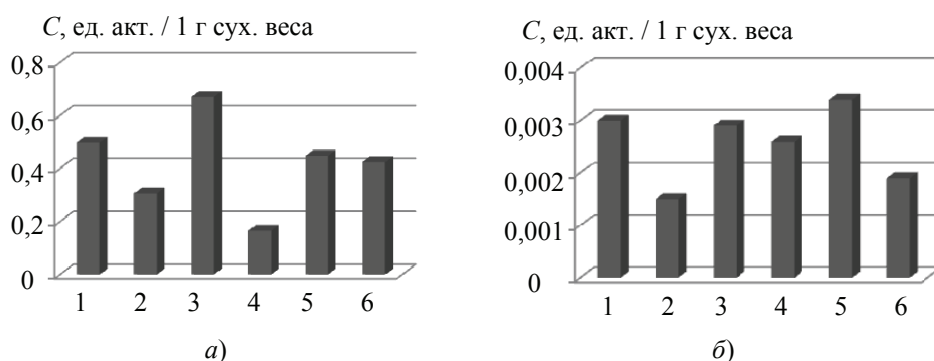 C, ед. акт. / 1 г сух. веса
0,8
0,6
0,4
0,2
0
1 2 3 4 5 6
а)
C, ед. акт. / 1 г сух. веса
0,004
0,003
0,002
0,001
0
1 2 3 4 5 6
б)